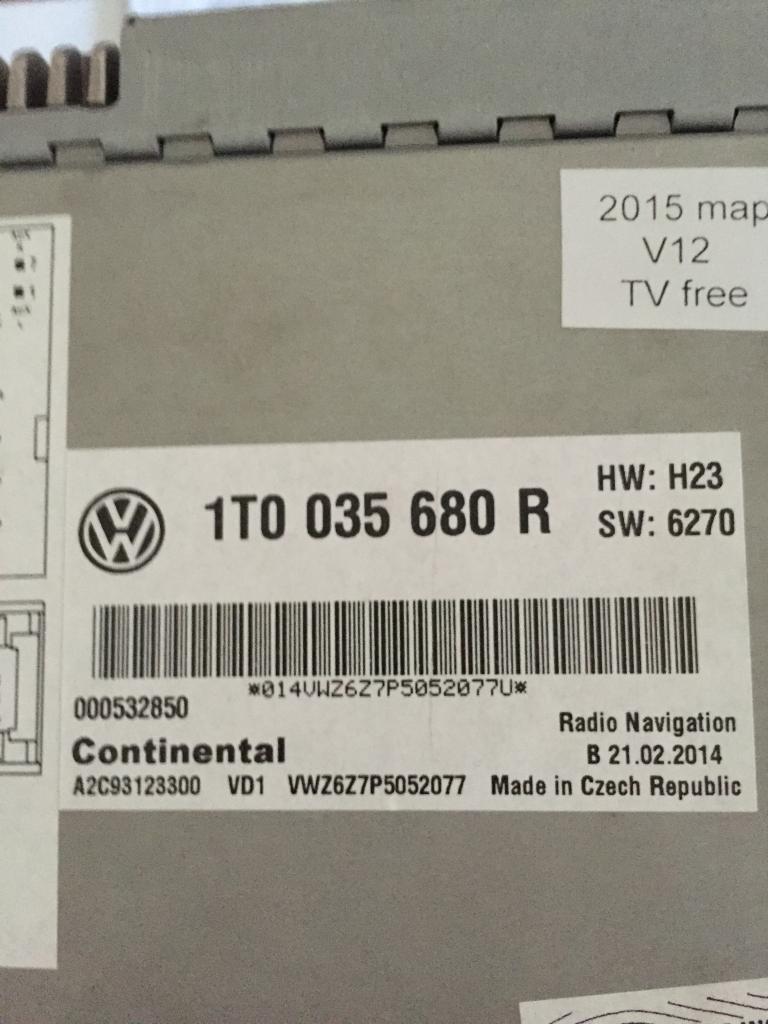 2015 map
V12
TV free
1T0 035 680 R
HW: H23
SW: 6270
*014VWZ6Z7P5052077U*
000532850
Radio Navigation
Continental
B 21.02.2014
A2C93123300 VD1 VWZ6Z7P5052077 Made in Czech Republic